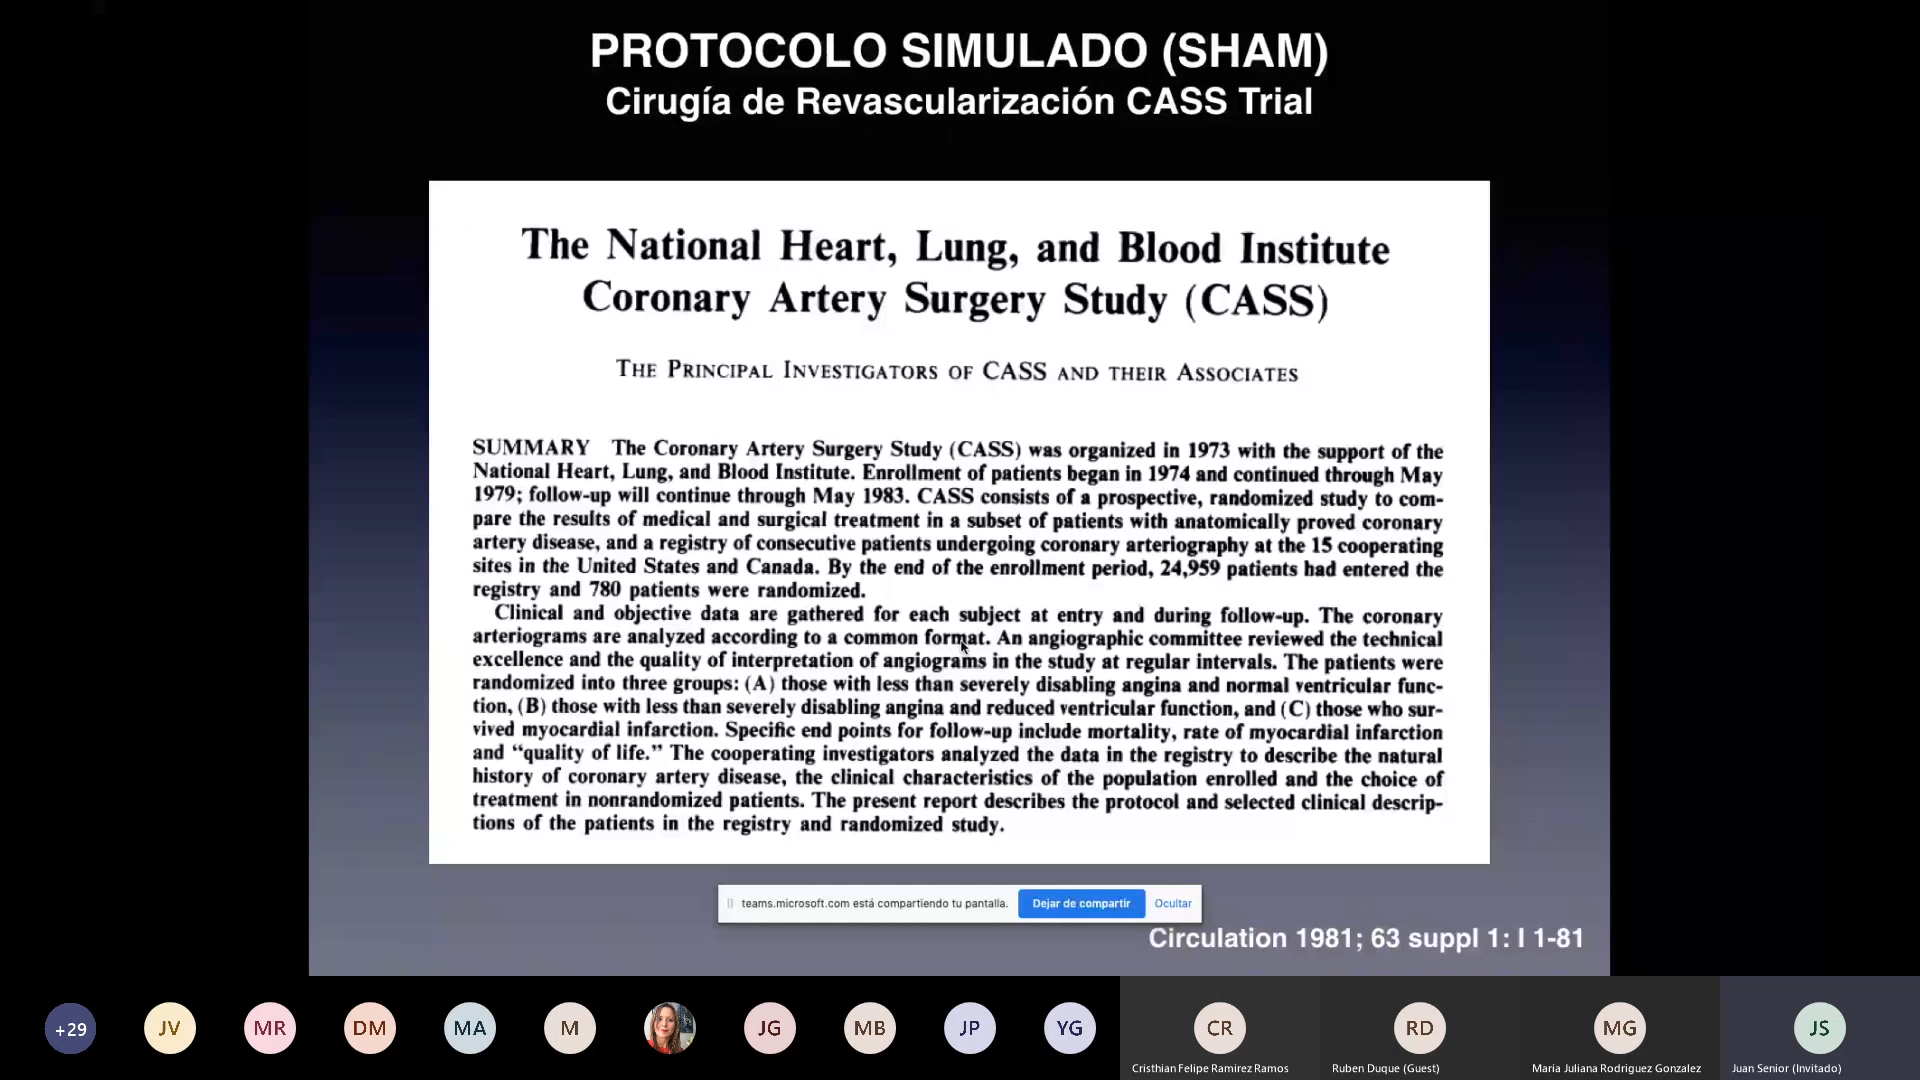 PROTOCOLO SIMULADO (SHAM)
Cirugía de Revascularización CASS Trial
The National Heart, Lung, and Blood Institute
Coronary Artery Surgery Study (CASS)
THE PRINCIPAL INVESTIGATORS OF CASS AND THEIR ASSOCIATES
SUMMARY The Coronary Artery Surgery Study (CASS) was organized in 1973 with the support of the
National Heart, Lung, and Blood Institute. Enrollment of patients began in 1974 and continued through May
1979; follow-up will continue through May 1983. CASS consists of a prospective, randomized study to com-
pare the results of medical and surgical treatment in a subset of patients with anatomically proved coronary
artery disease, and a registry of consecutive patients undergoing coronary arteriography at the 15 cooperating
sites in the United States and Canada. By the end of the enrollment period, 24,959 patients had entered the
registry and 780 patients were randomized.
Clinical and objective data are gathered for each subject at entry and during follow-up. The coronary
arteriograms are analyzed according to a common format. An angiographic committee reviewed the technical
excellence and the quality of interpretation of angiograms in the study at regular intervals. The patients were
randomized into three groups: (A) those with less than severely disabling angina and normal ventricular func-
tion, (B) those with less than severely disabling angina and reduced ventricular function, and (C) those who sur-
vived myocardial infarction. Specific end points for follow-up include mortality, rate of myocardial infarction
and “quality of life.” The cooperating investigators analyzed the data in the registry to describe the natural
history of coronary artery disease, the clinical characteristics of the population enrolled and the choice of
treatment in nonrandomized patients. The present report describes the protocol and selected clinical descrip-
tions of the patients in the registry and randomized study.
teams.microsoft.com está compartiendo tu pantalla. Dejar de compartir Ocultar
Circulation 1981; 63 suppl 1: I 1-81
+29 JV MR DM MA M JG MB JP YG CR RD MG JS
Cristhian Felipe Ramirez Ramos Ruben Duque (Guest) Maria Juliana Rodriguez Gonzalez Juan Senior (Invitado)